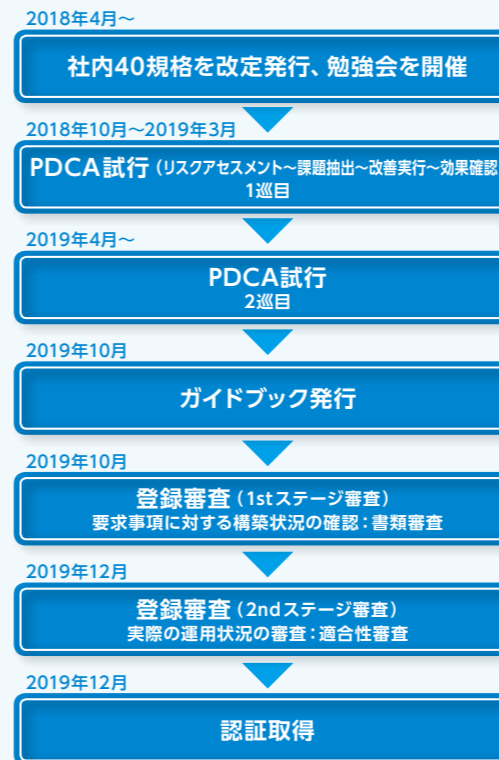 2018年4月～
社内40規格を改定発行、勉強会を開催
2018年10月～2019年3月
PDCA試行（リスクアセスメント～課題抽出～改善実行～効果確認
1巡目
2019年4月～
PDCA試行
2巡目
2019年10月
ガイドブック発行
2019年10月
登録審査（1stステージ審査）
要求事項に対する構築状況の確認：書類審査
2019年12月
登録審査（2ndステージ審査）
実際の運用状況の審査：適合性審査
2019年12月
認証取得